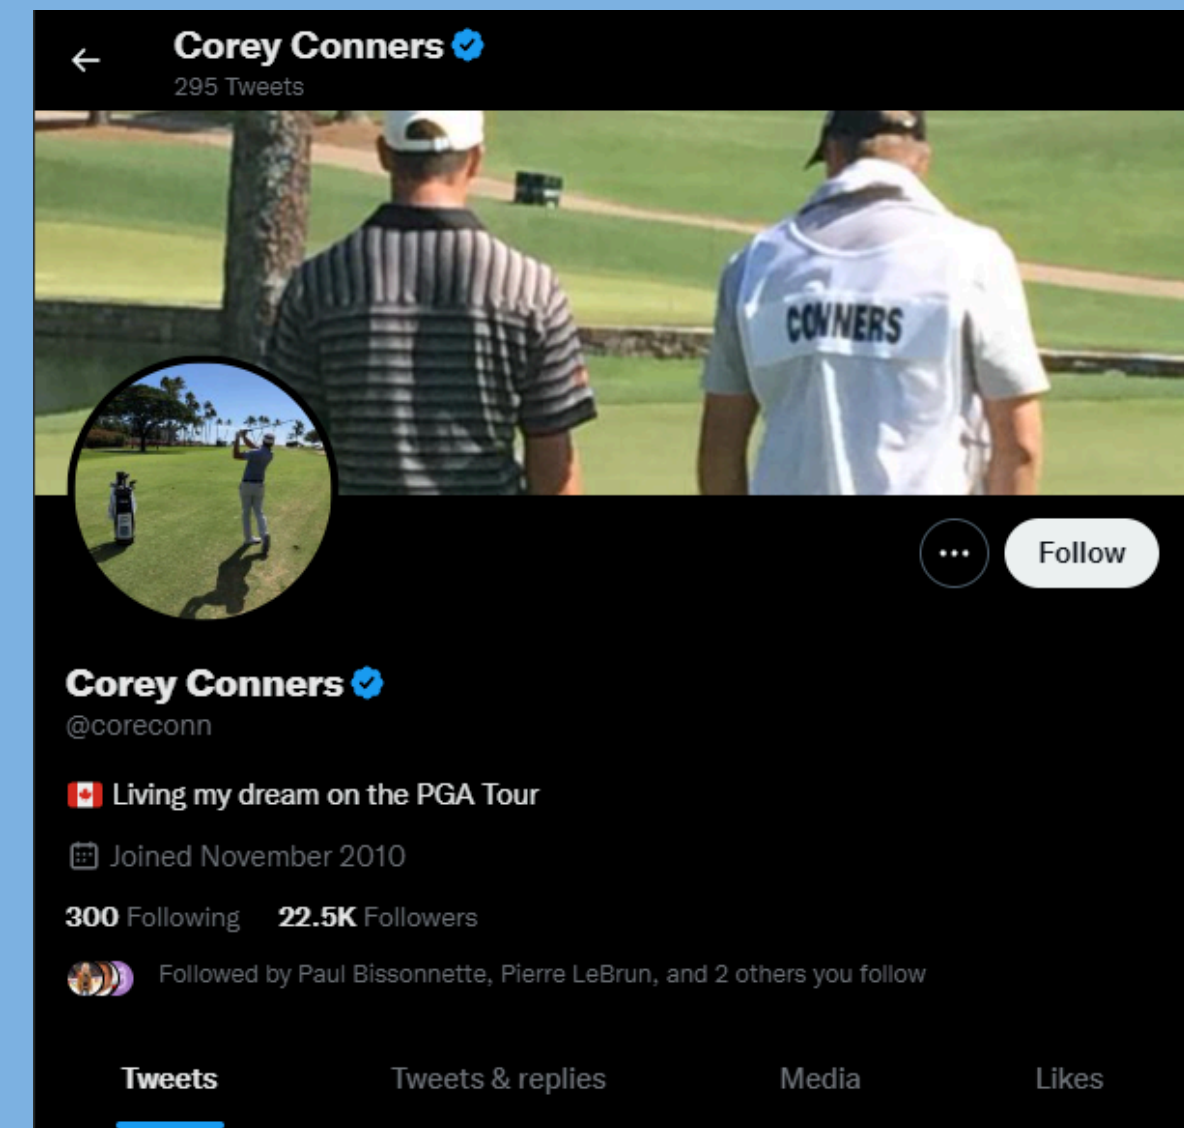 Corey Conners
295 Tweets
CONNERS
Follow
Corey Conners
@coreconn
Living my dream on the PGA Tour
Joined November 2010
300 Following 22.5K Followers
Followed by Paul Bissonnette, Pierre LeBrun, and 2 others you follow
Tweets Tweets & replies Media Likes